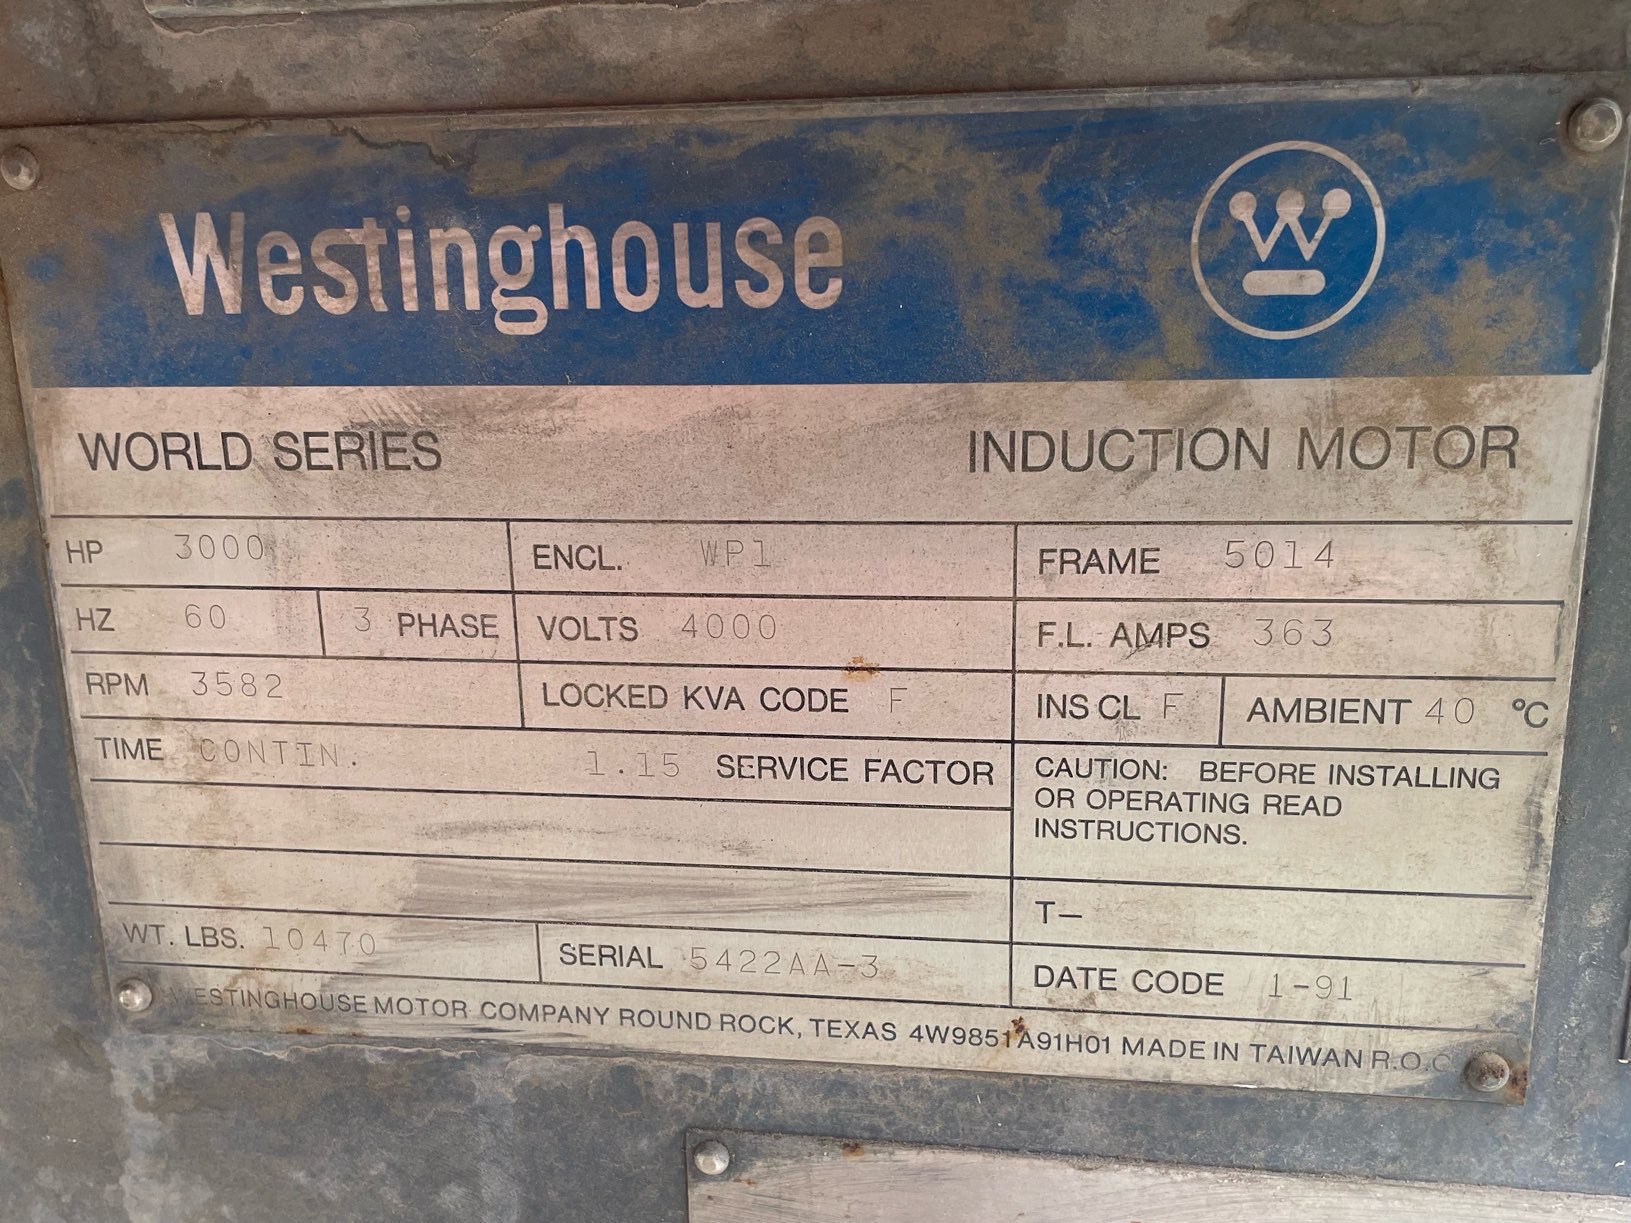 Westinghouse W
WORLD SERIES INDUCTION MOTOR
HP 3000 ENCL. WP1 FRAME 5014
HZ 60 3 PHASE VOLTS 4000 F.L. AMPS 363
RPM 3582 LOCKED KVA CODE F INS CL F AMBIENT 40 °C
TIME CONTIN. 1.15 SERVICE FACTOR
CAUTION: BEFORE INSTALLING
OR OPERATING READ
INSTRUCTIONS.
T—
WT. LBS. 10470 SERIAL 5422AA-3 DATE CODE 1-91
WESTINGHOUSE MOTOR COMPANY ROUND ROCK, TEXAS 4W9851A91H01 MADE IN TAIWAN R.O.C